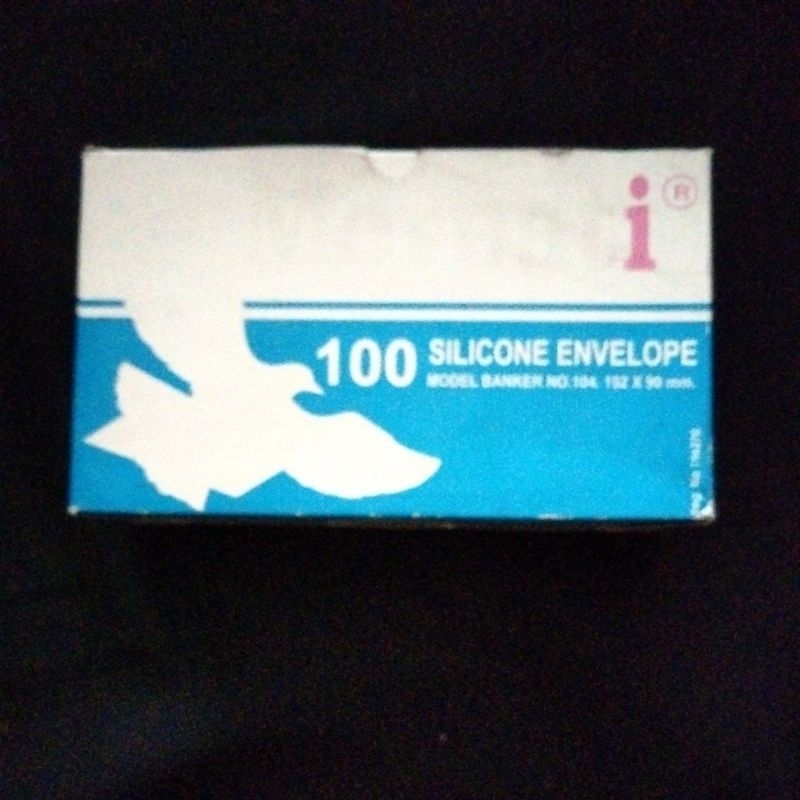 i ®
100 SILICONE ENVELOPE
MODEL BANKER NO:104. 152 X 90 mm.